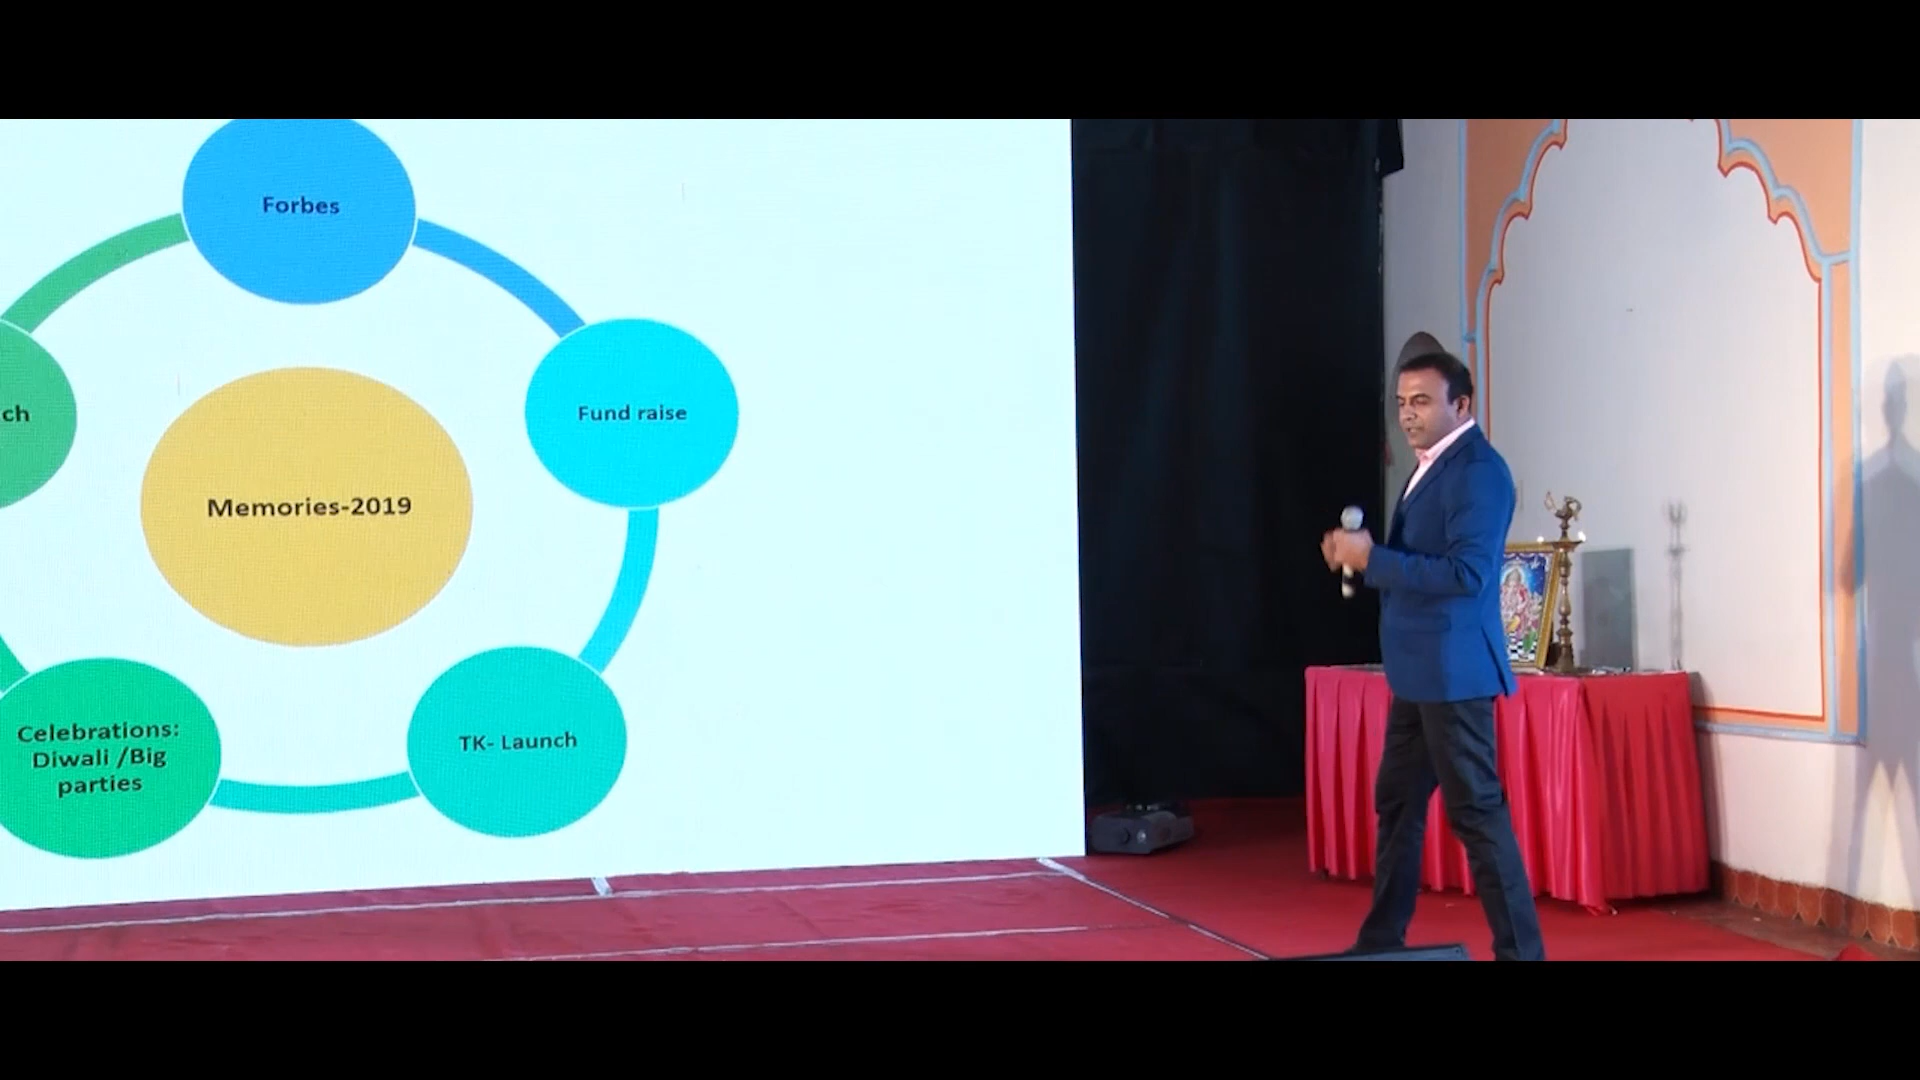 Forbes
ch
Fund raise
Memories-2019
Celebrations:
Diwali /Big
parties
TK- Launch